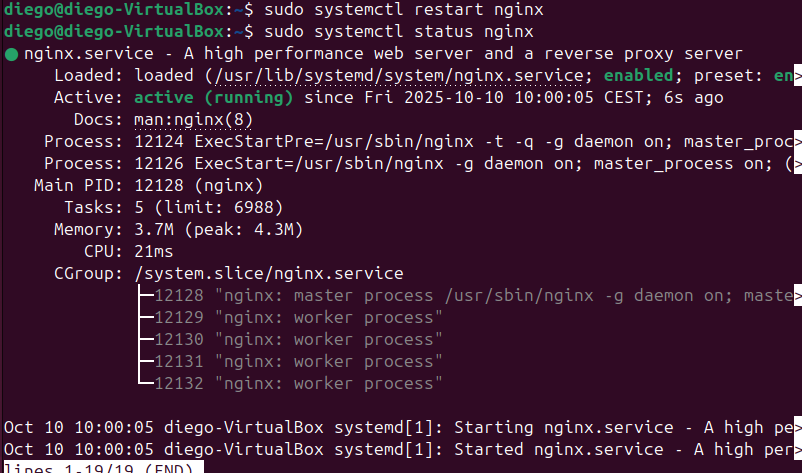 diego@diego-VirtualBox:~$ sudo systemctl restart nginx
diego@diego-VirtualBox:~$ sudo systemctl status nginx
● nginx.service - A high performance web server and a reverse proxy server
     Loaded: loaded (/usr/lib/systemd/system/nginx.service; enabled; preset: en>
     Active: active (running) since Fri 2025-10-10 10:00:05 CEST; 6s ago
       Docs: man:nginx(8)
    Process: 12124 ExecStartPre=/usr/sbin/nginx -t -q -g daemon on; master_proc>
    Process: 12126 ExecStart=/usr/sbin/nginx -g daemon on; master_process on; (>
   Main PID: 12128 (nginx)
      Tasks: 5 (limit: 6988)
     Memory: 3.7M (peak: 4.3M)
        CPU: 21ms
     CGroup: /system.slice/nginx.service
             ├─12128 "nginx: master process /usr/sbin/nginx -g daemon on; maste>
             ├─12129 "nginx: worker process"
             ├─12130 "nginx: worker process"
             ├─12131 "nginx: worker process"
             └─12132 "nginx: worker process"
Oct 10 10:00:05 diego-VirtualBox systemd[1]: Starting nginx.service - A high pe>
Oct 10 10:00:05 diego-VirtualBox systemd[1]: Started nginx.service - A high per>
lines 1-19/19 (END)